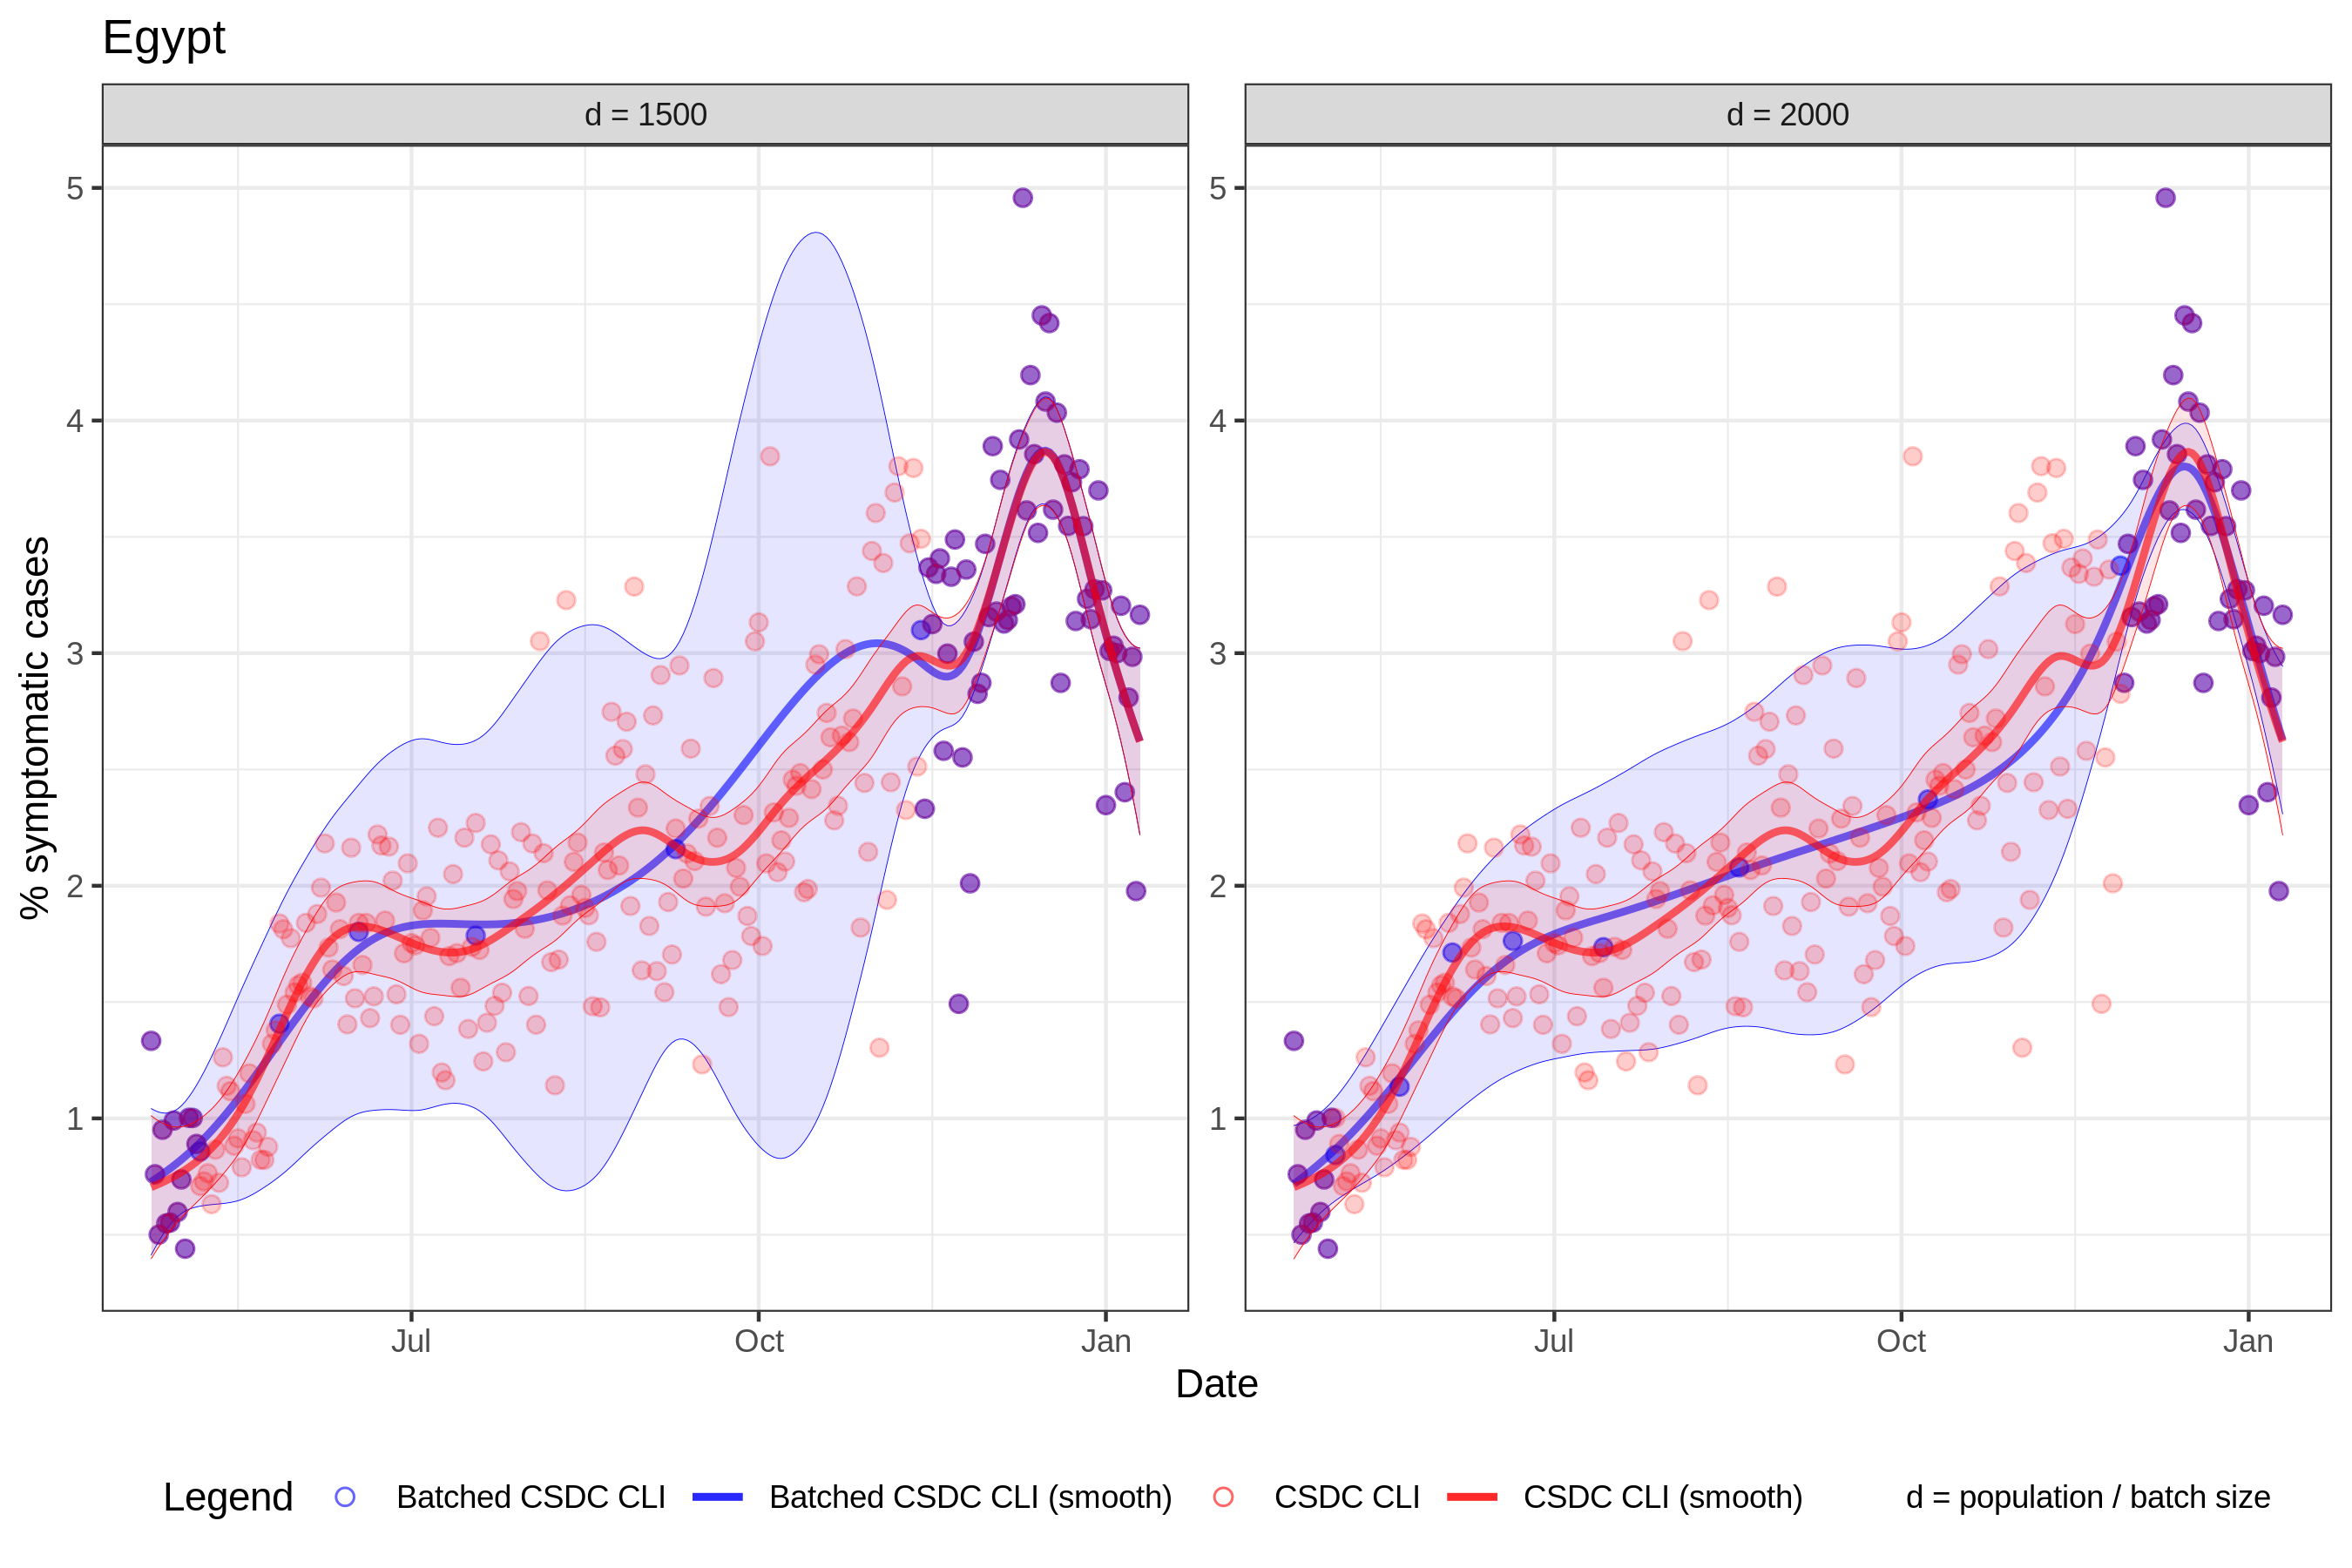 Egypt
d = 1500
d = 2000
% symptomatic cases
5
4
3
2
1
5
4
3
2
1
Jul
Oct
Jan
Jul
Oct
Jan
Date
Legend
Batched CSDC CLI
Batched CSDC CLI (smooth)
CSDC CLI
CSDC CLI (smooth)
d = population / batch size